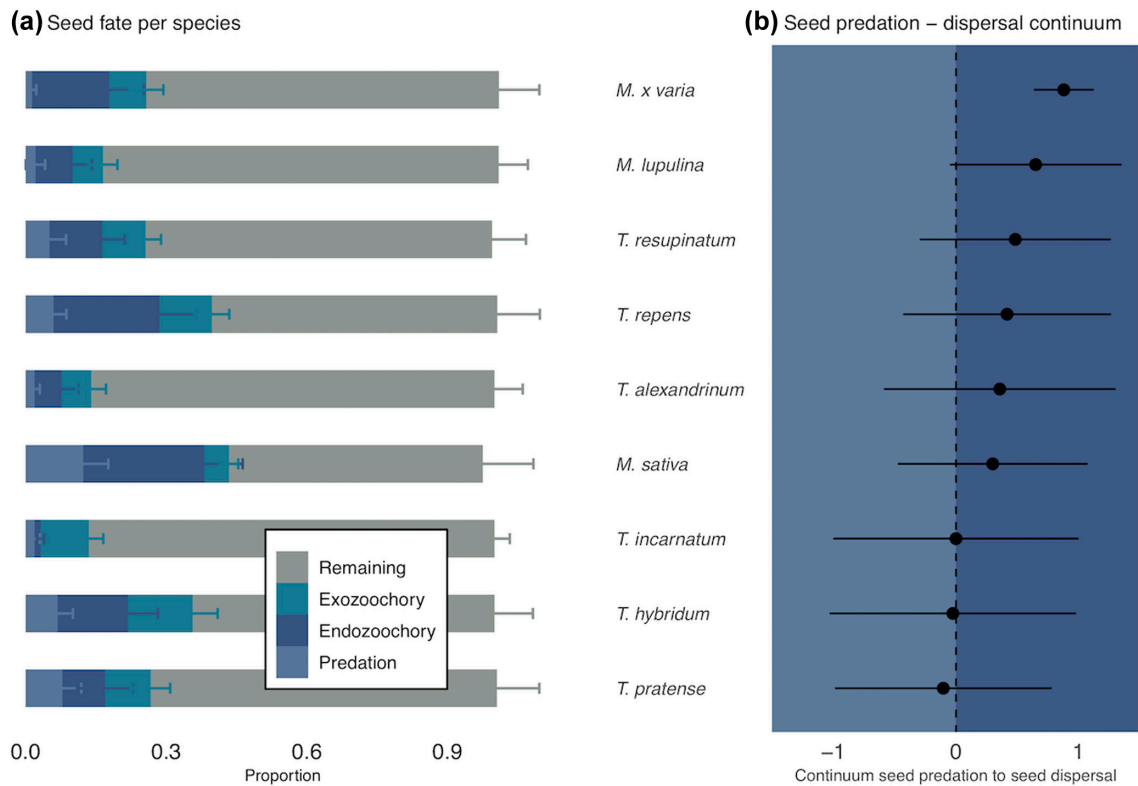 (a) Seed fate per species
(b) Seed predation – dispersal continuum
M. x varia
M. lupulina
T. resupinatum
T. repens
T. alexandrinum
M. sativa
T. incarnatum
T. hybridum
T. pratense
Remaining
Exozoochory
Endozoochory
Predation
0.0 0.3 0.6 0.9
Proportion
−1 0 1
Continuum seed predation to seed dispersal